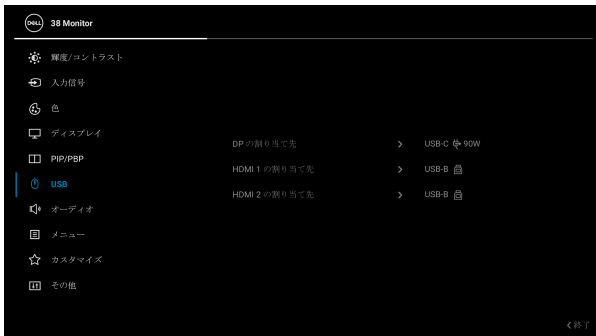 DELL 38 Monitor
輝度/コントラスト
入力信号
色
ディスプレイ
PIP/PBP
USB
オーディオ
メニュー
カスタマイズ
その他
DP の割り当て先 > USB-C 90W
HDMI 1 の割り当て先 > USB-B
HDMI 2 の割り当て先 > USB-B
< 終了